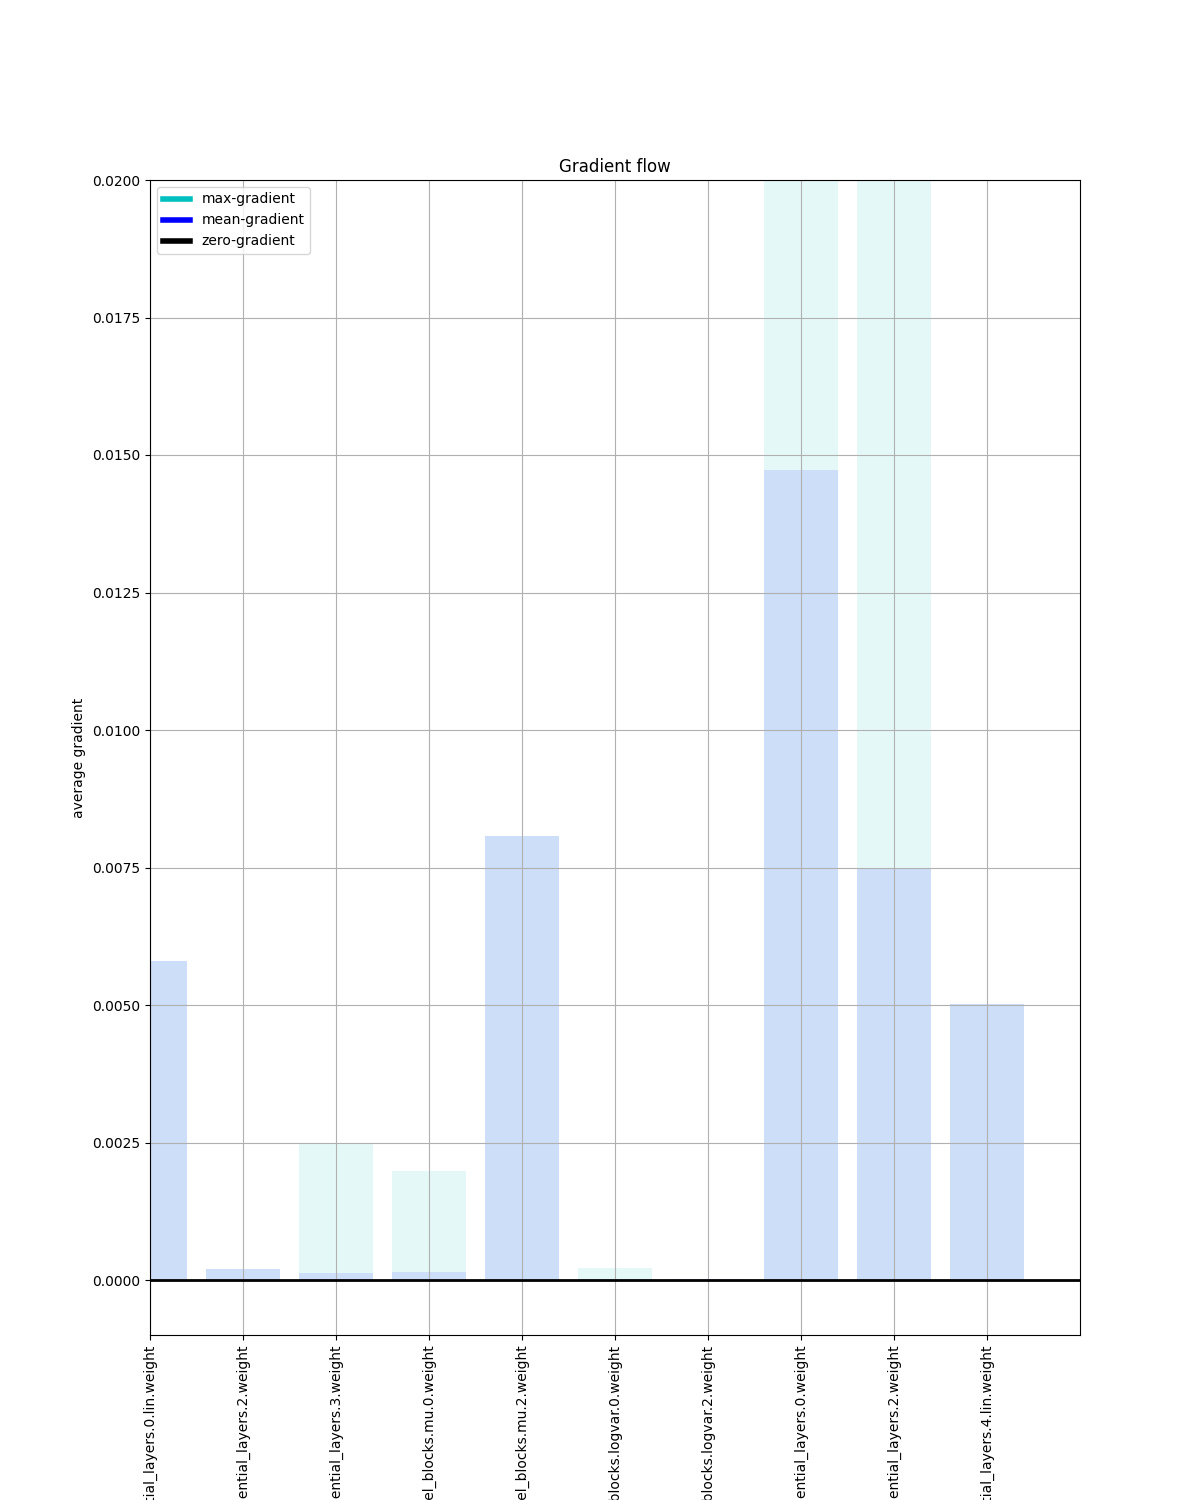 Gradient flow
max-gradient
mean-gradient
zero-gradient
0.0200
0.0175
0.0150
0.0125
0.0100
0.0075
0.0050
0.0025
0.0000
average gradient
tial_layers.0.lin.weight
ential_layers.2.weight
ential_layers.3.weight
el_blocks.mu.0.weight
el_blocks.mu.2.weight
blocks.logvar.0.weight
blocks.logvar.2.weight
ential_layers.0.weight
ential_layers.2.weight
tial_layers.4.lin.weight